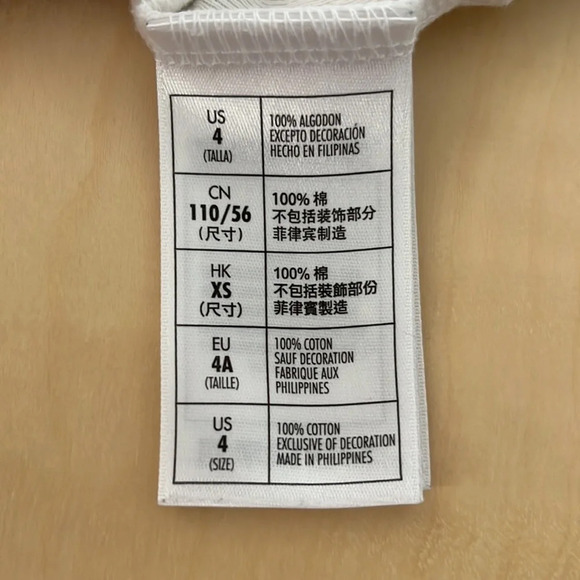 US
4
(TALLA)
100% ALGODON
EXCEPTO DECORACIÓN
HECHO EN FILIPINAS
CN
110/56
(尺寸)
100% 棉
不包括装饰部分
菲律宾制造
HK
XS
(尺寸)
100% 棉
不包括裝飾部份
菲律賓製造
EU
4A
(TAILLE)
100% COTON
SAUF DECORATION
FABRIQUE AUX
PHILIPPINES
US
4
(SIZE)
100% COTTON
EXCLUSIVE OF DECORATION
MADE IN PHILIPPINES